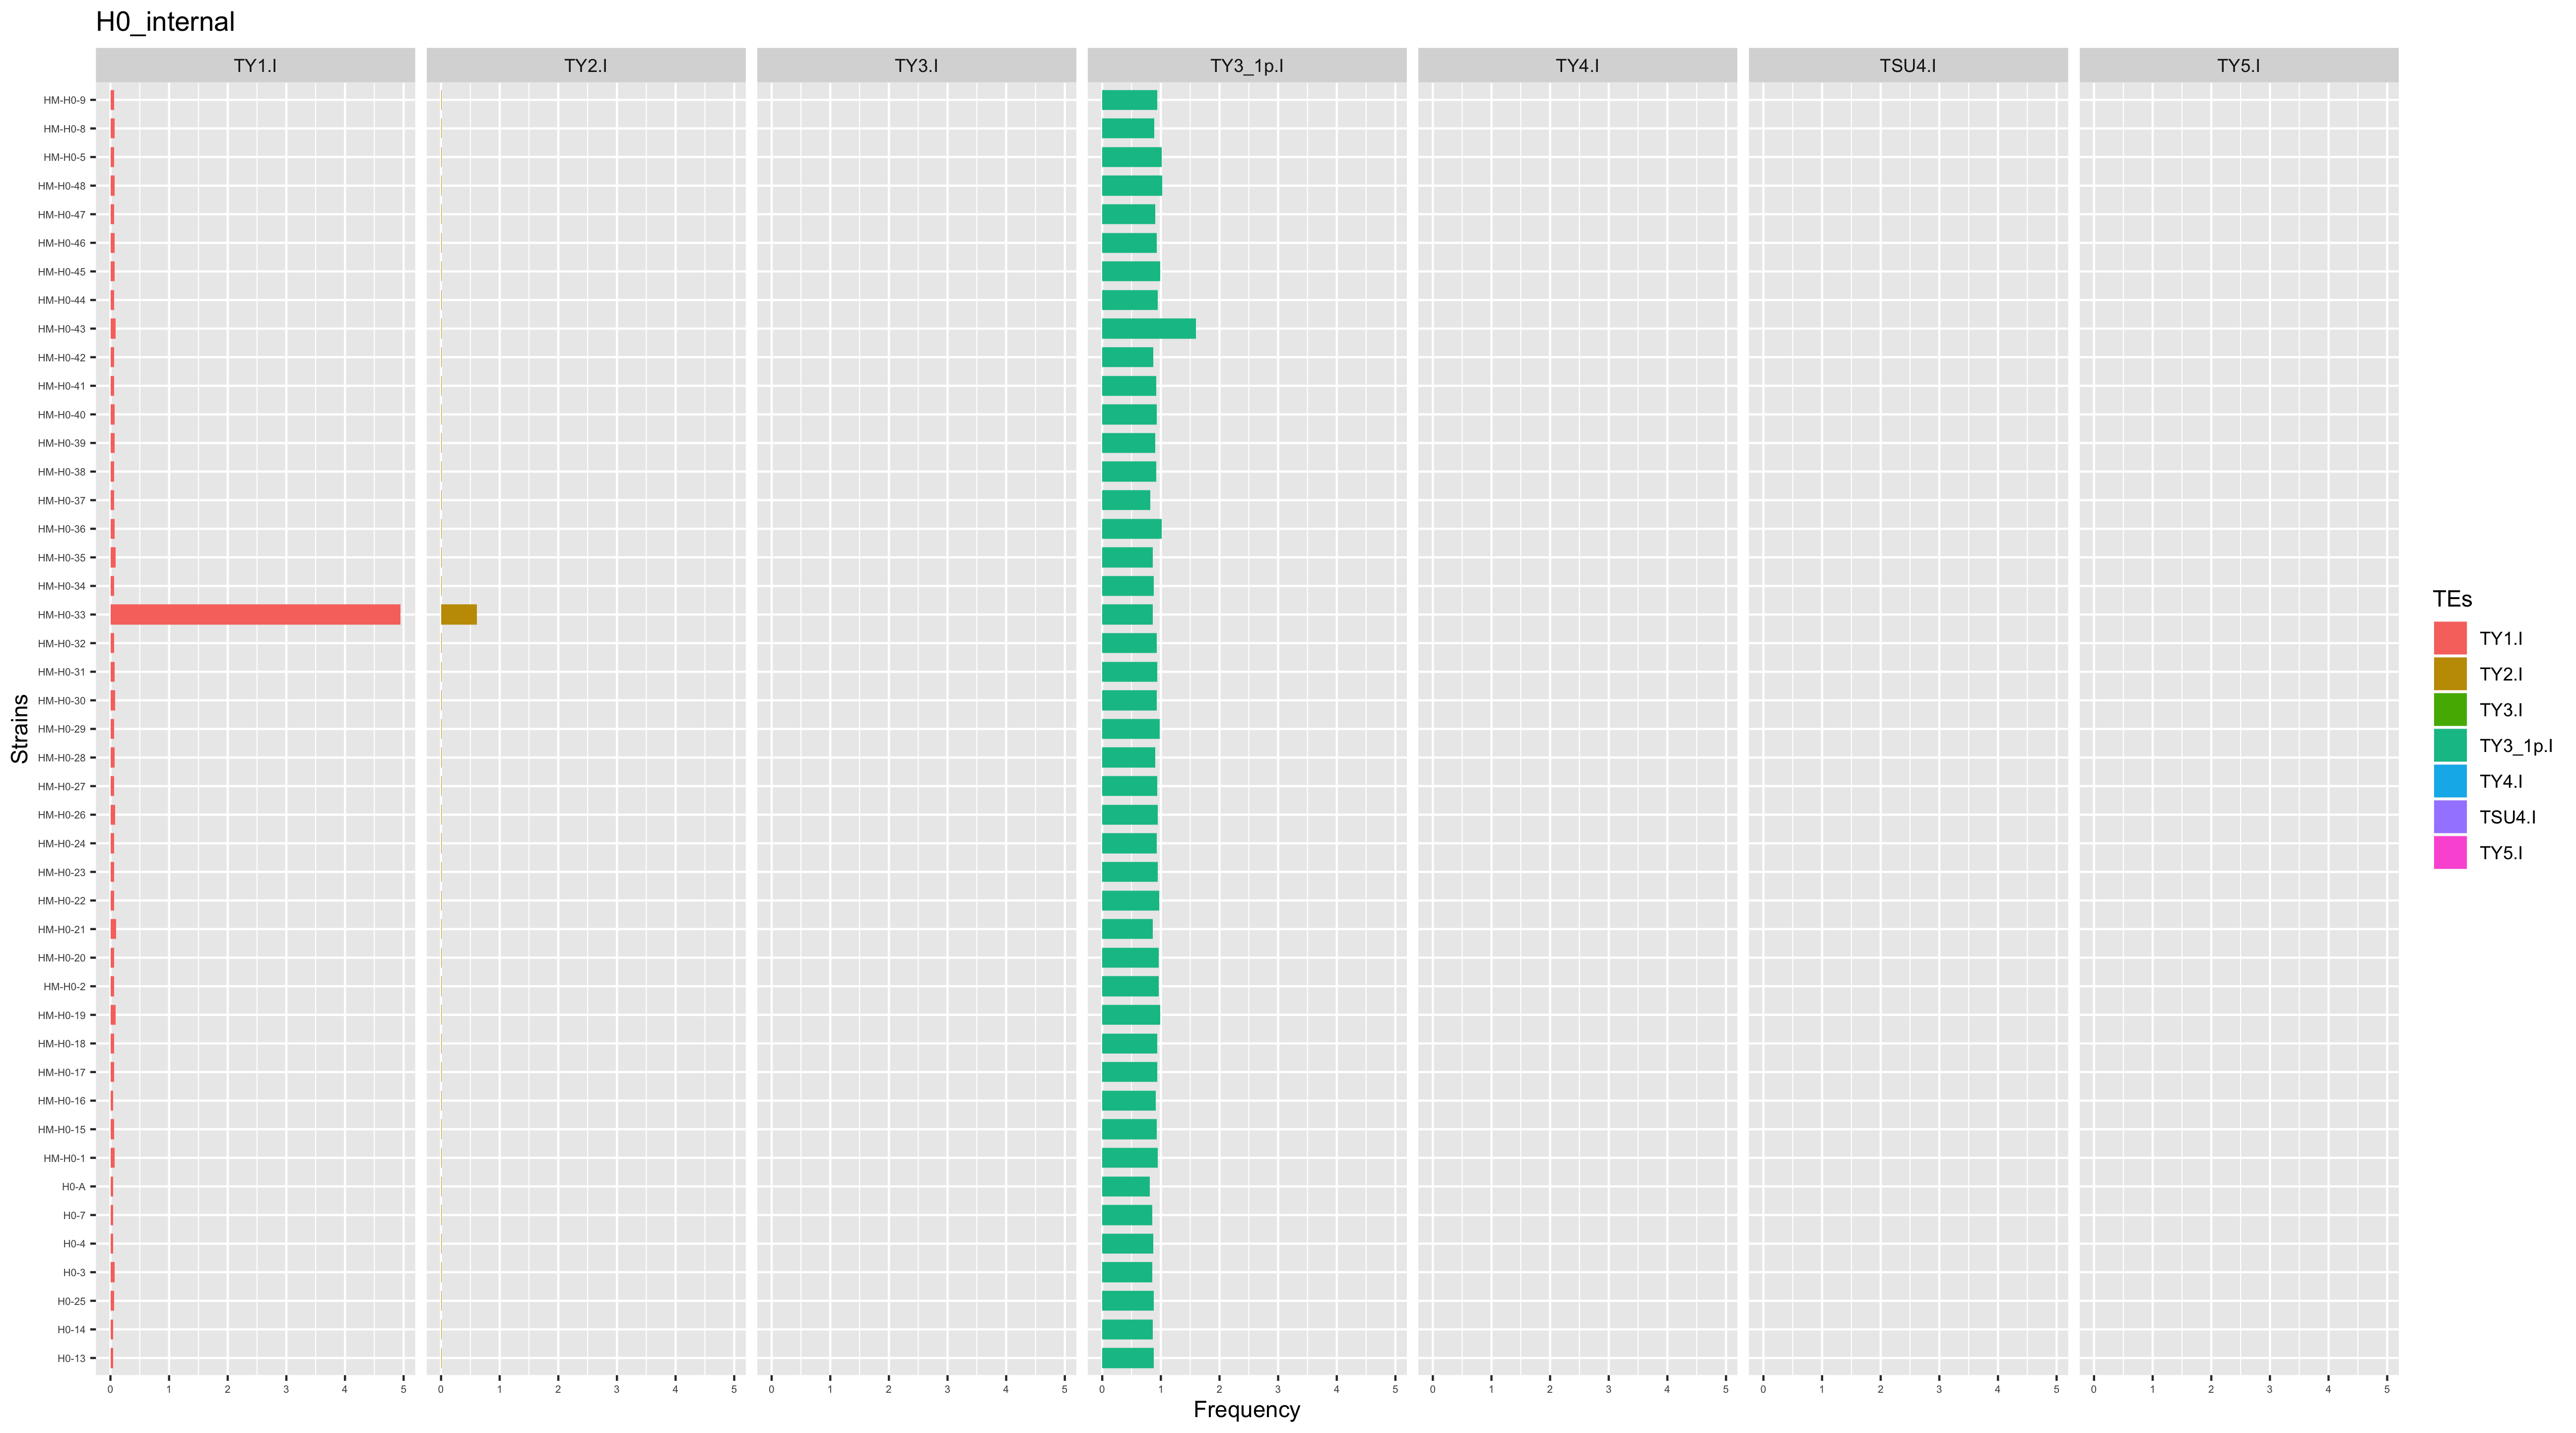 H0_internal
TY1.I TY2.I TY3.I TY3_1p.I TY4.I TSU4.I TY5.I
HM-H0-9
HM-H0-8
HM-H0-5
HM-H0-48
HM-H0-47
HM-H0-46
HM-H0-45
HM-H0-44
HM-H0-43
HM-H0-42
HM-H0-41
HM-H0-40
HM-H0-39
HM-H0-38
HM-H0-37
HM-H0-36
HM-H0-35
HM-H0-34
HM-H0-33
HM-H0-32
HM-H0-31
HM-H0-30
HM-H0-29
HM-H0-28
HM-H0-27
HM-H0-26
HM-H0-24
HM-H0-23
HM-H0-22
HM-H0-21
HM-H0-20
HM-H0-2
HM-H0-19
HM-H0-18
HM-H0-17
HM-H0-16
HM-H0-15
HM-H0-1
H0-A
H0-7
H0-4
H0-3
H0-25
H0-14
H0-13
Strains
0 1 2 3 4 5 0 1 2 3 4 5 0 1 2 3 4 5 0 1 2 3 4 5 0 1 2 3 4 5 0 1 2 3 4 5 0 1 2 3 4 5
Frequency
TEs
TY1.I
TY2.I
TY3.I
TY3_1p.I
TY4.I
TSU4.I
TY5.I